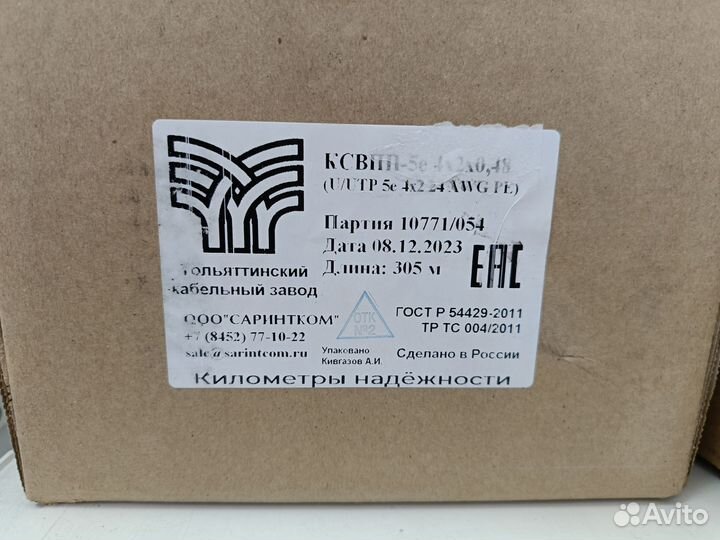 КСВПП-5е 4х2х0,48
(U/UTP 5e 4x2 24 AWG PE)
Партия 10771/054
Дата 08.12.2023
Длина: 305 м
EAC
Тольяттинский
кабельный завод
ООО"САРИНТКОМ"
+7 (8452) 77-10-22
sale@sarintcom.ru
ОТК
№2
Упаковано
Кивгазов А.И.
ГОСТ Р 54429-2011
ТР ТС 004/2011
Сделано в России
Километры надёжности
Avito